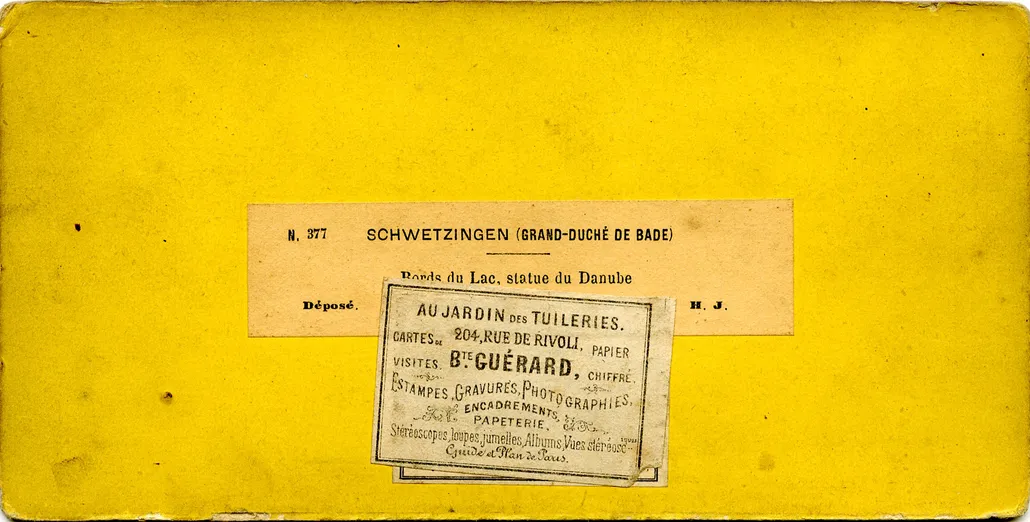 N. 377 SCHWETZINGEN (GRAND-DUCHÉ DE BADE)
Bords du Lac, statue du Danube
Déposé. H. J.
AU JARDIN DES TUILERIES.
204, RUE DE RIVOLI,
CARTES DE VISITES. PAPIER CHIFFRÉ.
BTE. GUÉRARD,
ESTAMPES, GRAVURES, PHOTOGRAPHIES,
ENCADREMENTS,
PAPETERIE,
Stéréoscopes, loupes, jumelles, Albums, Vues stéréosc-
Guide et Plan de Paris.